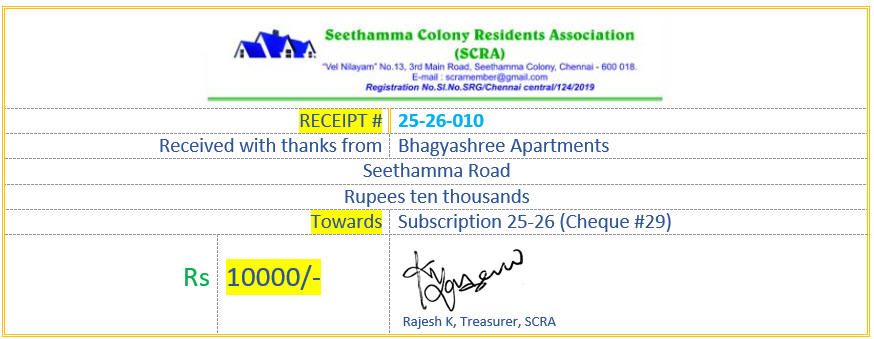 Seethamma Colony Residents Association
(SCRA)
"Vel Nilayam" No.13, 3rd Main Road, Seethamma Colony, Chennai - 600 018.
E-mail : scramember@gmail.com
Registration No.Sl.No.SRG/Chennai central/124/2019
RECEIPT # 25-26-010
Received with thanks from Bhagyashree Apartments
Seethamma Road
Rupees ten thousands
Towards Subscription 25-26 (Cheque #29)
Rs 10000/-
Rajesh K, Treasurer, SCRA